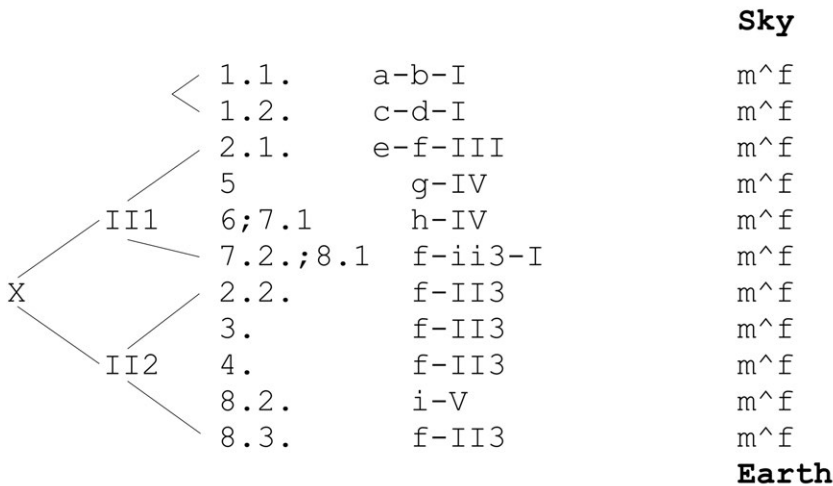 Sky
1.1. a-b-I m^f
1.2. c-d-I m^f
2.1. e-f-III m^f
5 g-IV m^f
II1 6;7.1 h-IV m^f
7.2.;8.1 f-ii3-I m^f
X 2.2. f-II3 m^f
3. f-II3 m^f
II2 4. f-II3 m^f
8.2. i-V m^f
8.3. f-II3 m^f
Earth